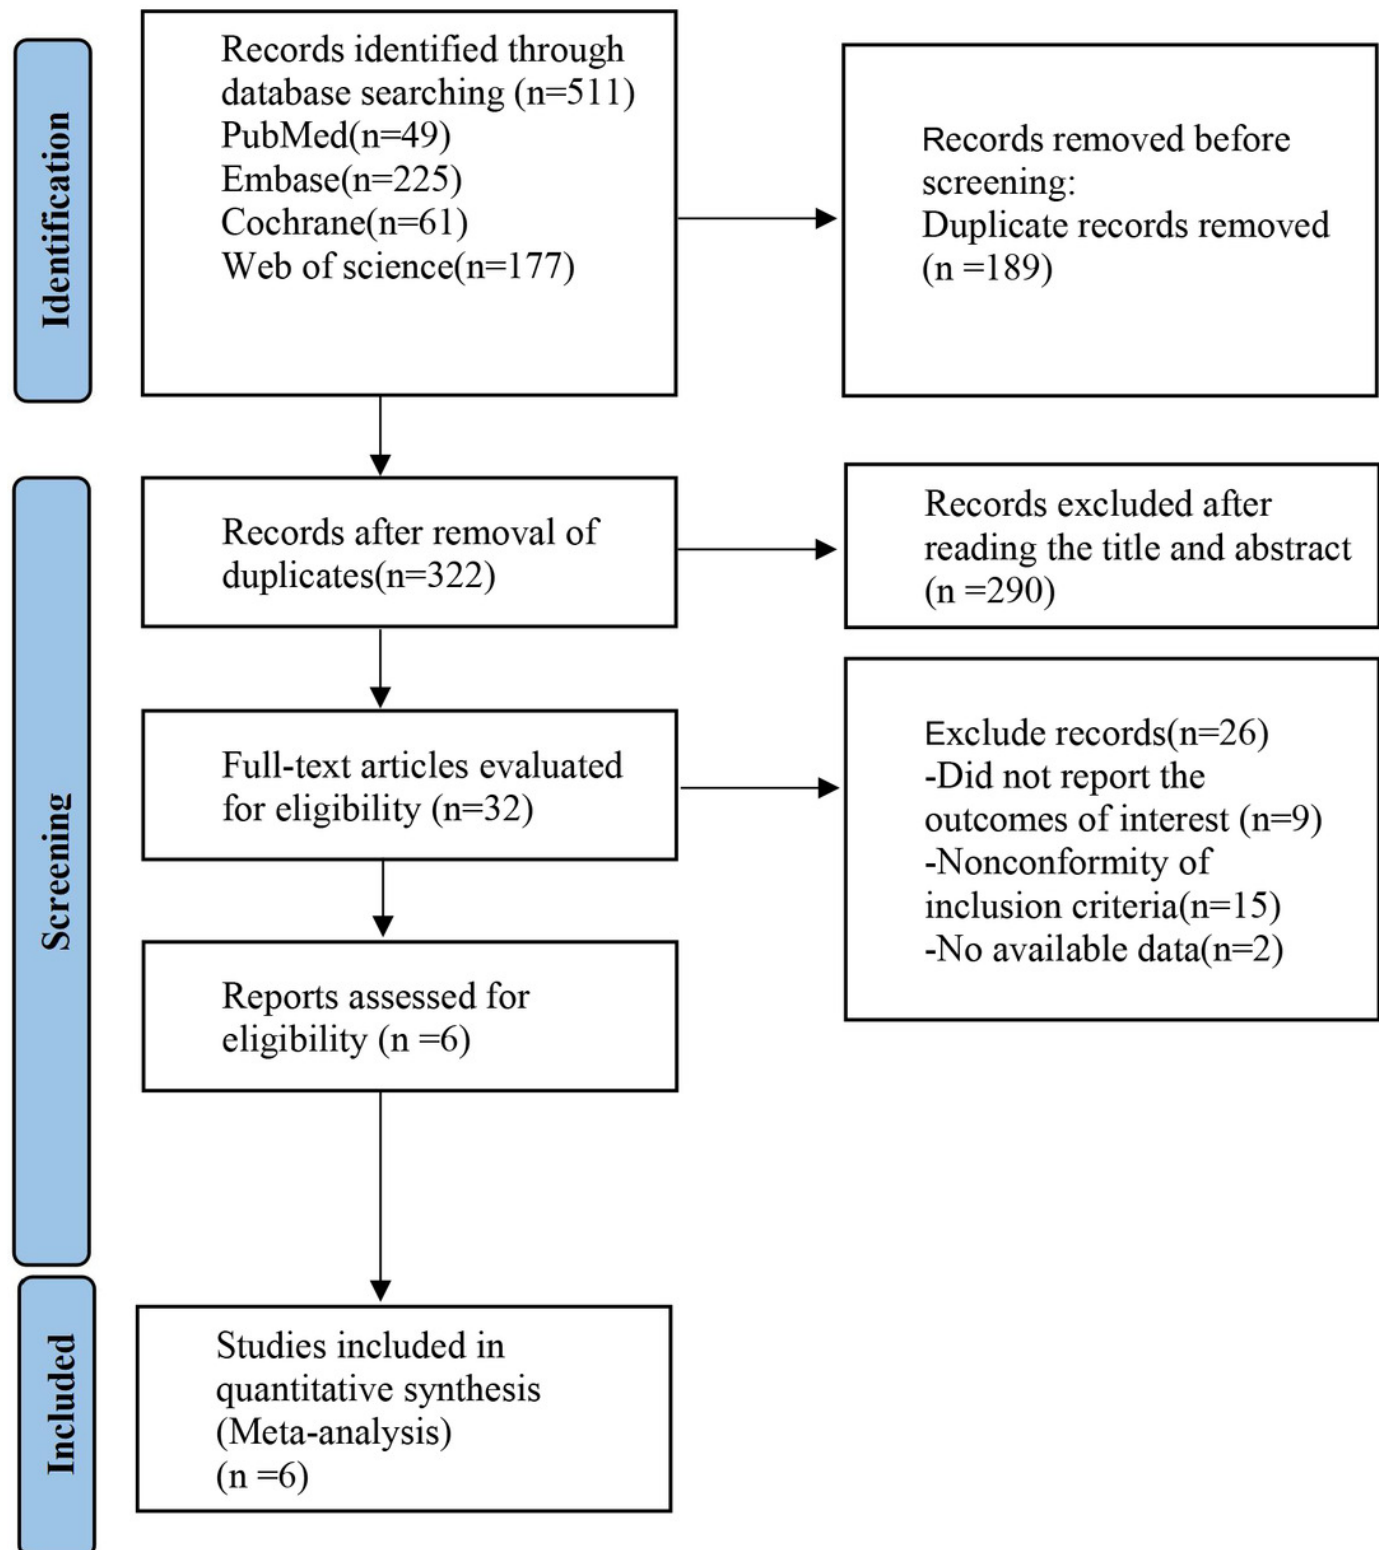 Identification
Records identified through
database searching (n=511)
PubMed(n=49)
Embase(n=225)
Cochrane(n=61)
Web of science(n=177)
Records removed before
screening:
Duplicate records removed
(n =189)
Screening
Records after removal of
duplicates(n=322)
Records excluded after
reading the title and abstract
(n =290)
Full-text articles evaluated
for eligibility (n=32)
Exclude records(n=26)
-Did not report the
outcomes of interest (n=9)
-Nonconformity of
inclusion criteria(n=15)
-No available data(n=2)
Reports assessed for
eligibility (n =6)
Included
Studies included in
quantitative synthesis
(Meta-analysis)
(n =6)